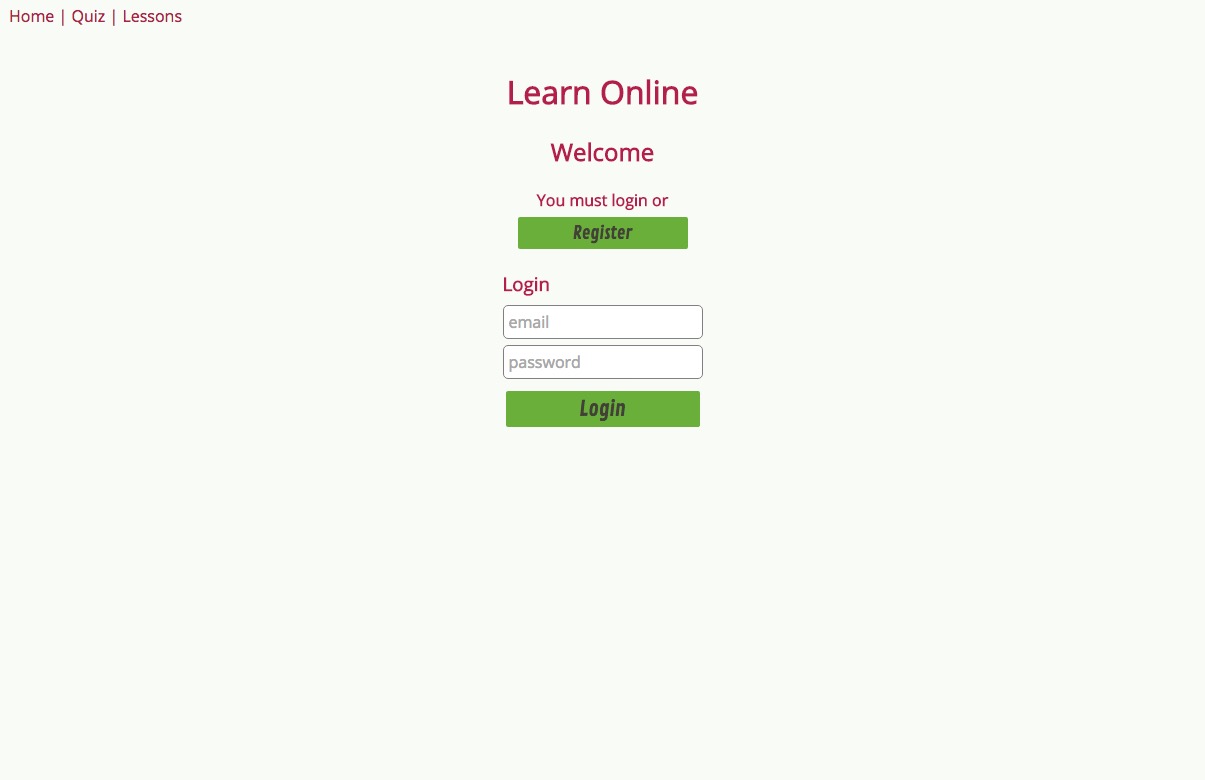 Home | Quiz | Lessons
Learn Online
Welcome
You must login or
Register
Login
email
password
Login